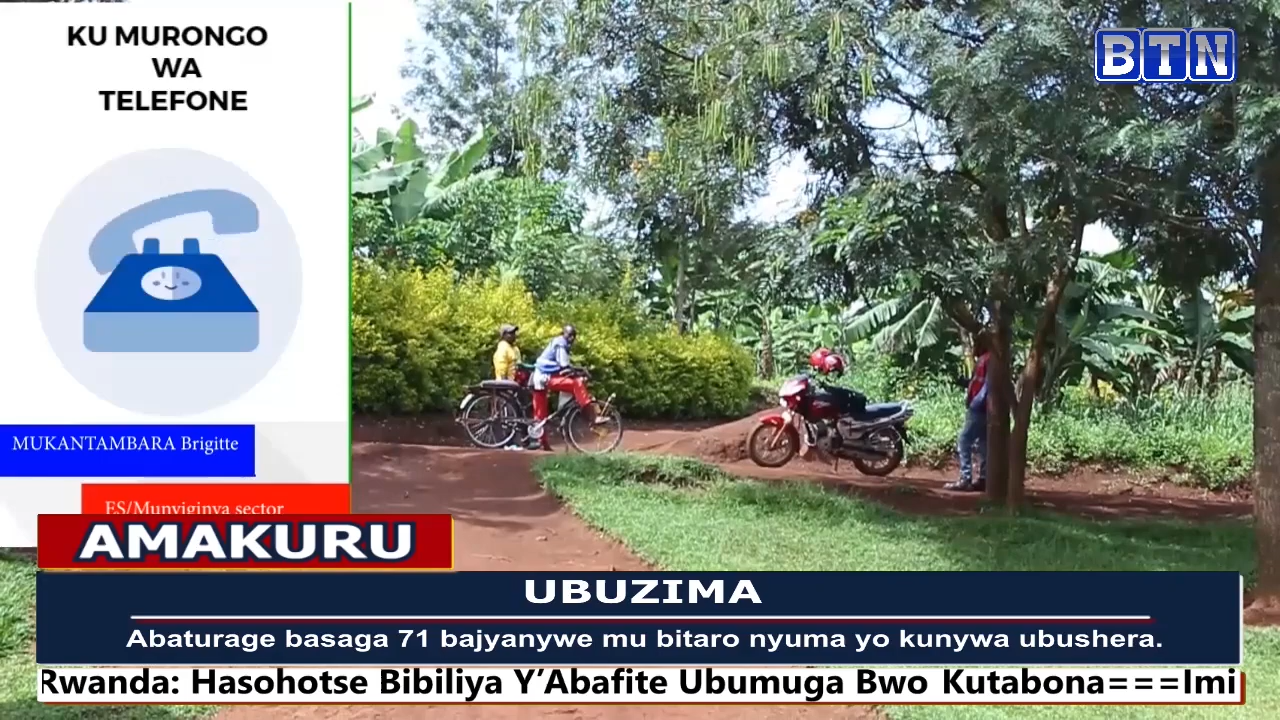 KU MURONGO
WA
TELEFONE
BTN
MUKANTAMBARA Brigitte
ES/Munyiginya sector
AMAKURU
UBUZIMA
Abaturage basaga 71 bajyanywe mu bitaro nyuma yo kunywa ubushera.
Rwanda: Hasohotse Bibiliya Y'Abafite Ubumuga Bwo Kutabona===Imi